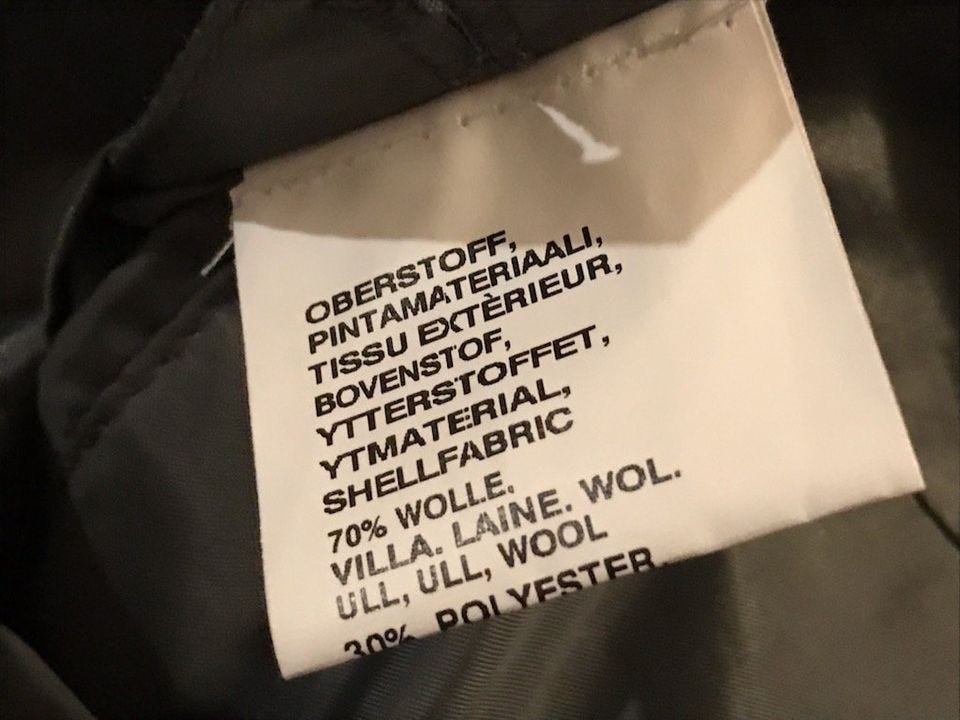 OBERSTOFF,
PINTAMATERIAALI,
TISSU EXTÈRIEUR,
BOVENSTOF,
YTTERSTOFFET,
YTMATERIAL,
SHELLFABRIC
70% WOLLE.
VILLA. LAINE. WOL.
ULL, ULL, WOOL
30% POLYESTER.